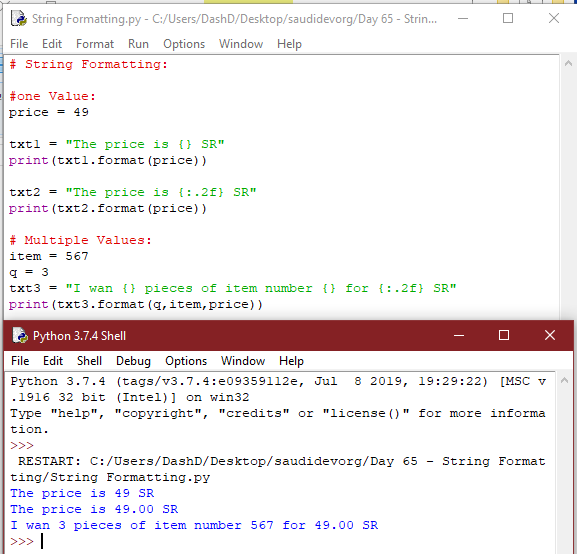 String Formatting.py - C:/Users/DashD/Desktop/saudidevorg/Day 65 - Strin...
File Edit Format Run Options Window Help
# String Formatting:
#one Value:
price = 49
txt1 = "The price is {} SR"
print(txt1.format(price))
txt2 = "The price is {:.2f} SR"
print(txt2.format(price))
# Multiple Values:
item = 567
q = 3
txt3 = "I wan {} pieces of item number {} for {:.2f} SR"
print(txt3.format(q,item,price))
Python 3.7.4 Shell
File Edit Shell Debug Options Window Help
Python 3.7.4 (tags/v3.7.4:e09359112e, Jul  8 2019, 19:29:22) [MSC v
.1916 32 bit (Intel)] on win32
Type "help", "copyright", "credits" or "license()" for more informa
tion.
>>>
RESTART: C:/Users/DashD/Desktop/saudidevorg/Day 65 - String Format
ting/String Formatting.py
The price is 49 SR
The price is 49.00 SR
I wan 3 pieces of item number 567 for 49.00 SR
>>>